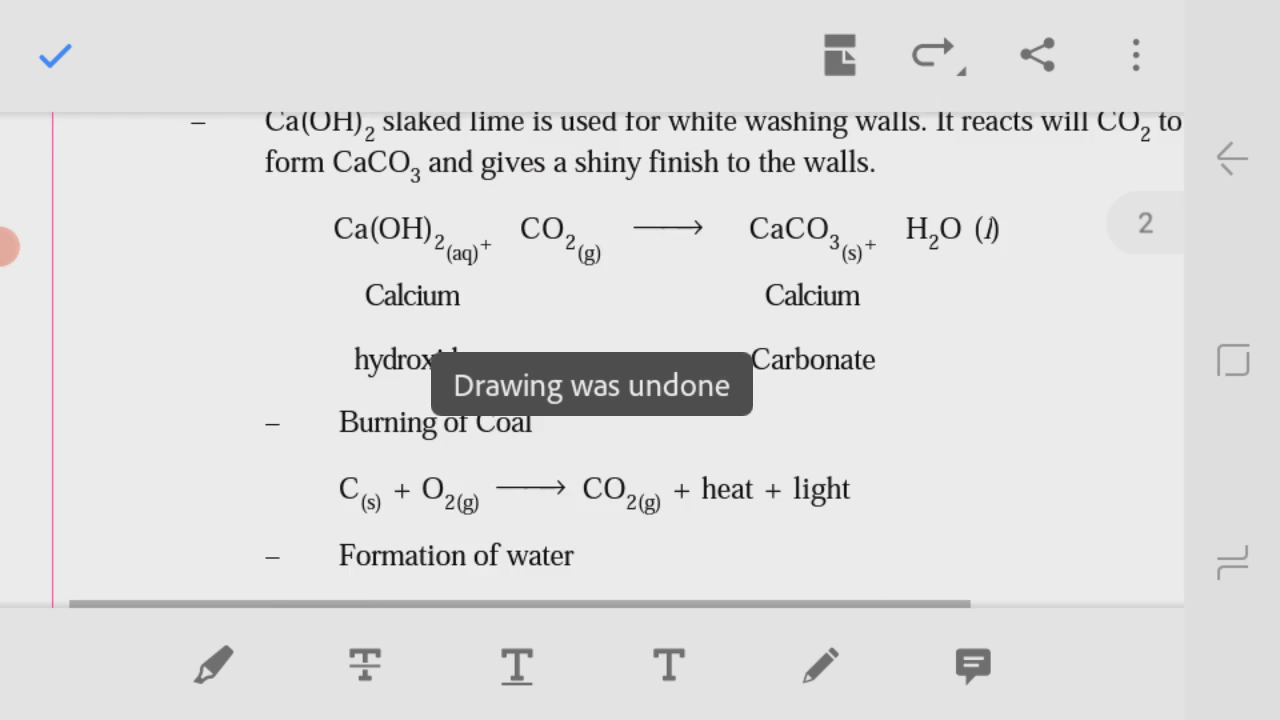 – Ca(OH)₂ slaked lime is used for white washing walls. It reacts will CO₂ to
form CaCO₃ and gives a shiny finish to the walls.
Ca(OH)₂(aq)+ CO₂(g) ⟶ CaCO₃(s)+ H₂O (l)
2
Calcium Calcium
Carbonate
Drawing was undone
– Burning of Coal
C(s) + O₂(g) ⟶ CO₂(g) + heat + light
– Formation of water